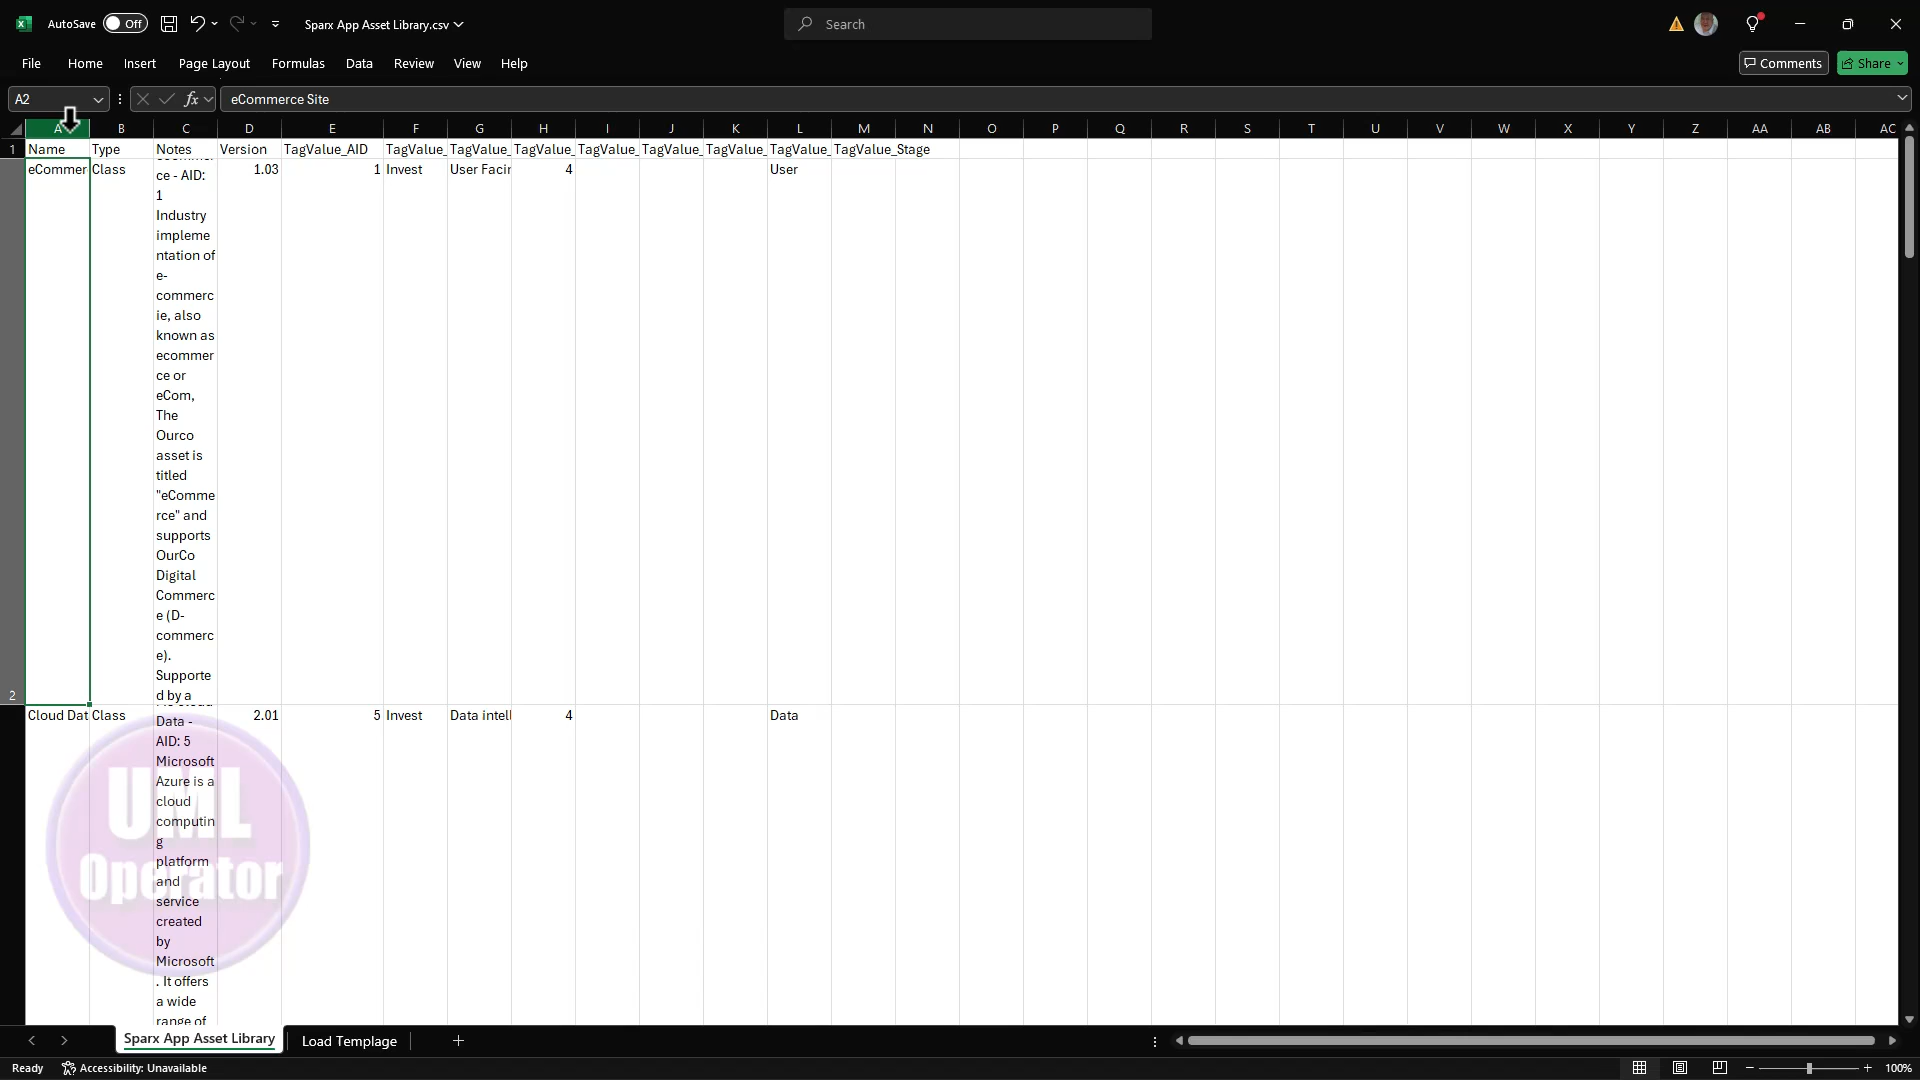 AutoSave Off Sparx App Asset Library.csv Search
File Home Insert Page Layout Formulas Data Review View Help Comments Share
A2 fx eCommerce Site
A B C D E F G H I J K L M N O P Q R S T U V W X Y Z AA AB AC
1 Name Type Notes Version TagValue_AID TagValue_ TagValue_ TagValue_ TagValue_ TagValue_ TagValue_ TagValue_ TagValue_Stage
eCommer Class ce - AID: 1.03 1 Invest User Facin 4 User
1
Industry
impleme
ntation of
e-
commerc
ie, also
known as
ecommer
ce or
eCom,
The
Ourco
asset is
titled
"eComme
rce" and
supports
OurCo
Digital
Commerc
e (D-
commerc
e).
Supporte
2 d by a
Cloud Dat Class Data - 2.01 5 Invest Data intell 4 Data
AID: 5
Microsoft
Azure is a
cloud
computin
g
platform
and
service
created
by
Microsoft
. It offers
a wide
range of
UML
Operator
Sparx App Asset Library Load Templage
Ready Accessibility: Unavailable 100%